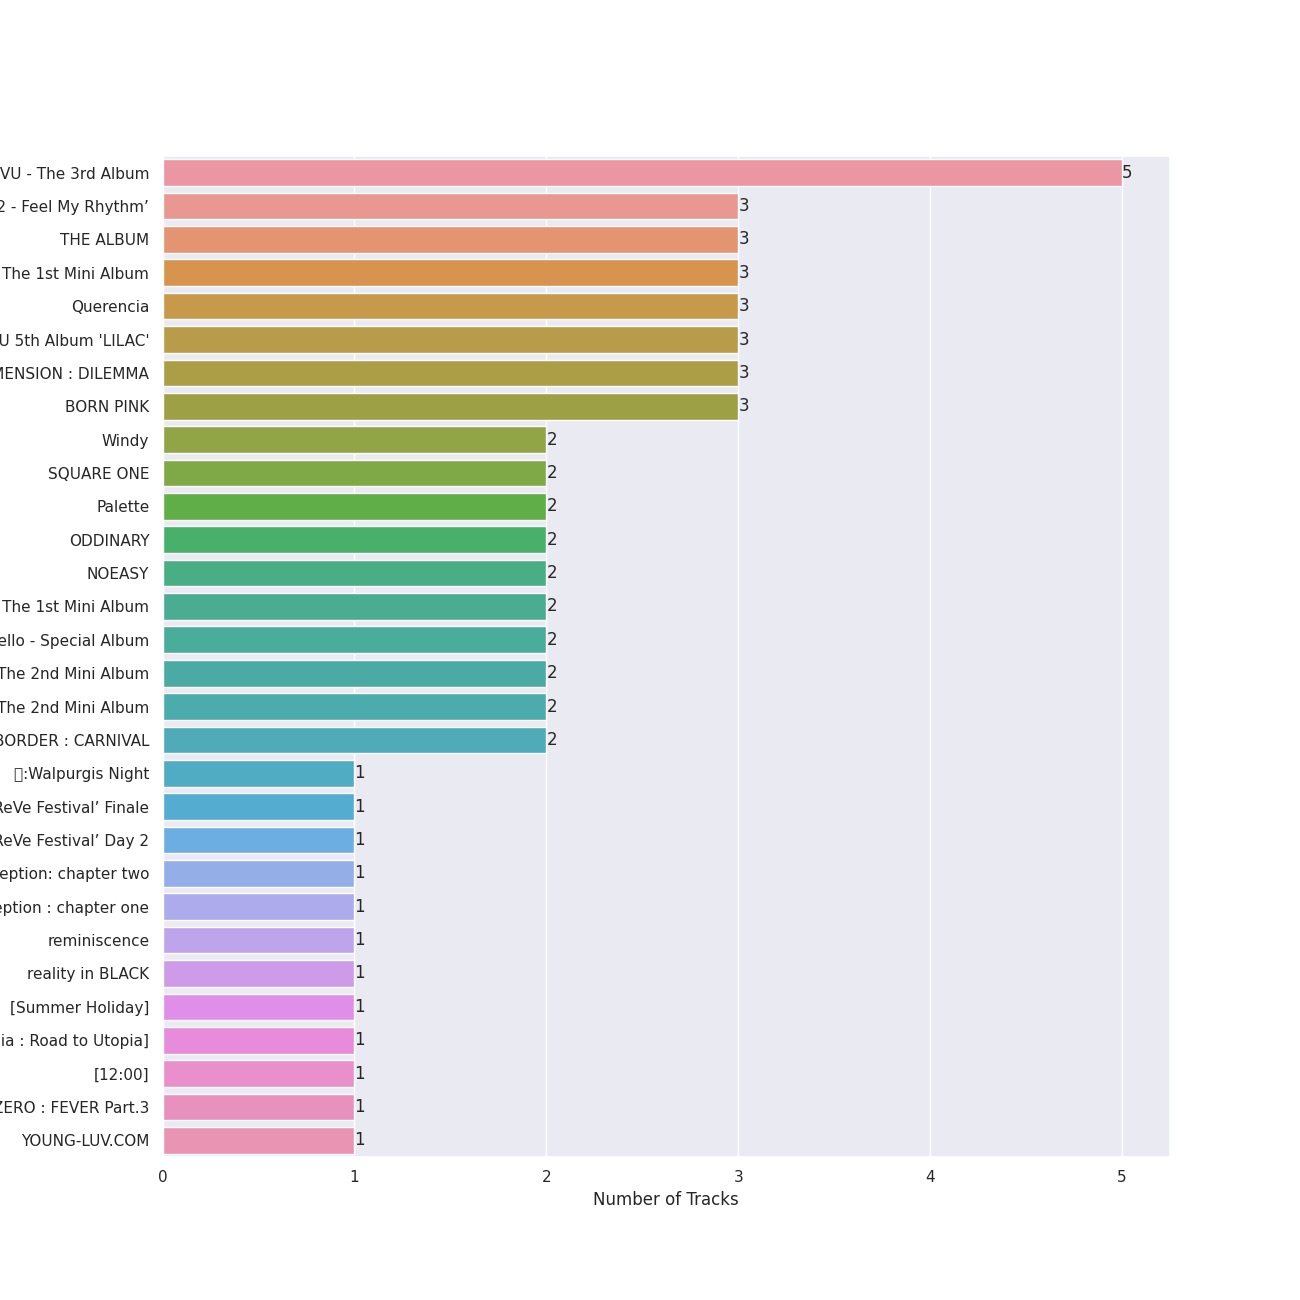 VU - The 3rd Album 5
2 - Feel My Rhythm’ 3
THE ALBUM 3
The 1st Mini Album 3
Querencia 3
U 5th Album 'LILAC' 3
MENSION : DILEMMA 3
BORN PINK 3
Windy 2
SQUARE ONE 2
Palette 2
ODDINARY 2
NOEASY 2
The 1st Mini Album 2
ello - Special Album 2
The 2nd Mini Album 2
The 2nd Mini Album 2
BORDER : CARNIVAL 2
:Walpurgis Night 1
ReVe Festival’ Finale 1
ReVe Festival’ Day 2 1
eption: chapter two 1
eption : chapter one 1
reminiscence 1
reality in BLACK 1
[Summer Holiday] 1
ia : Road to Utopia] 1
[12:00] 1
ZERO : FEVER Part.3 1
YOUNG-LUV.COM 1
0 1 2 3 4 5
Number of Tracks